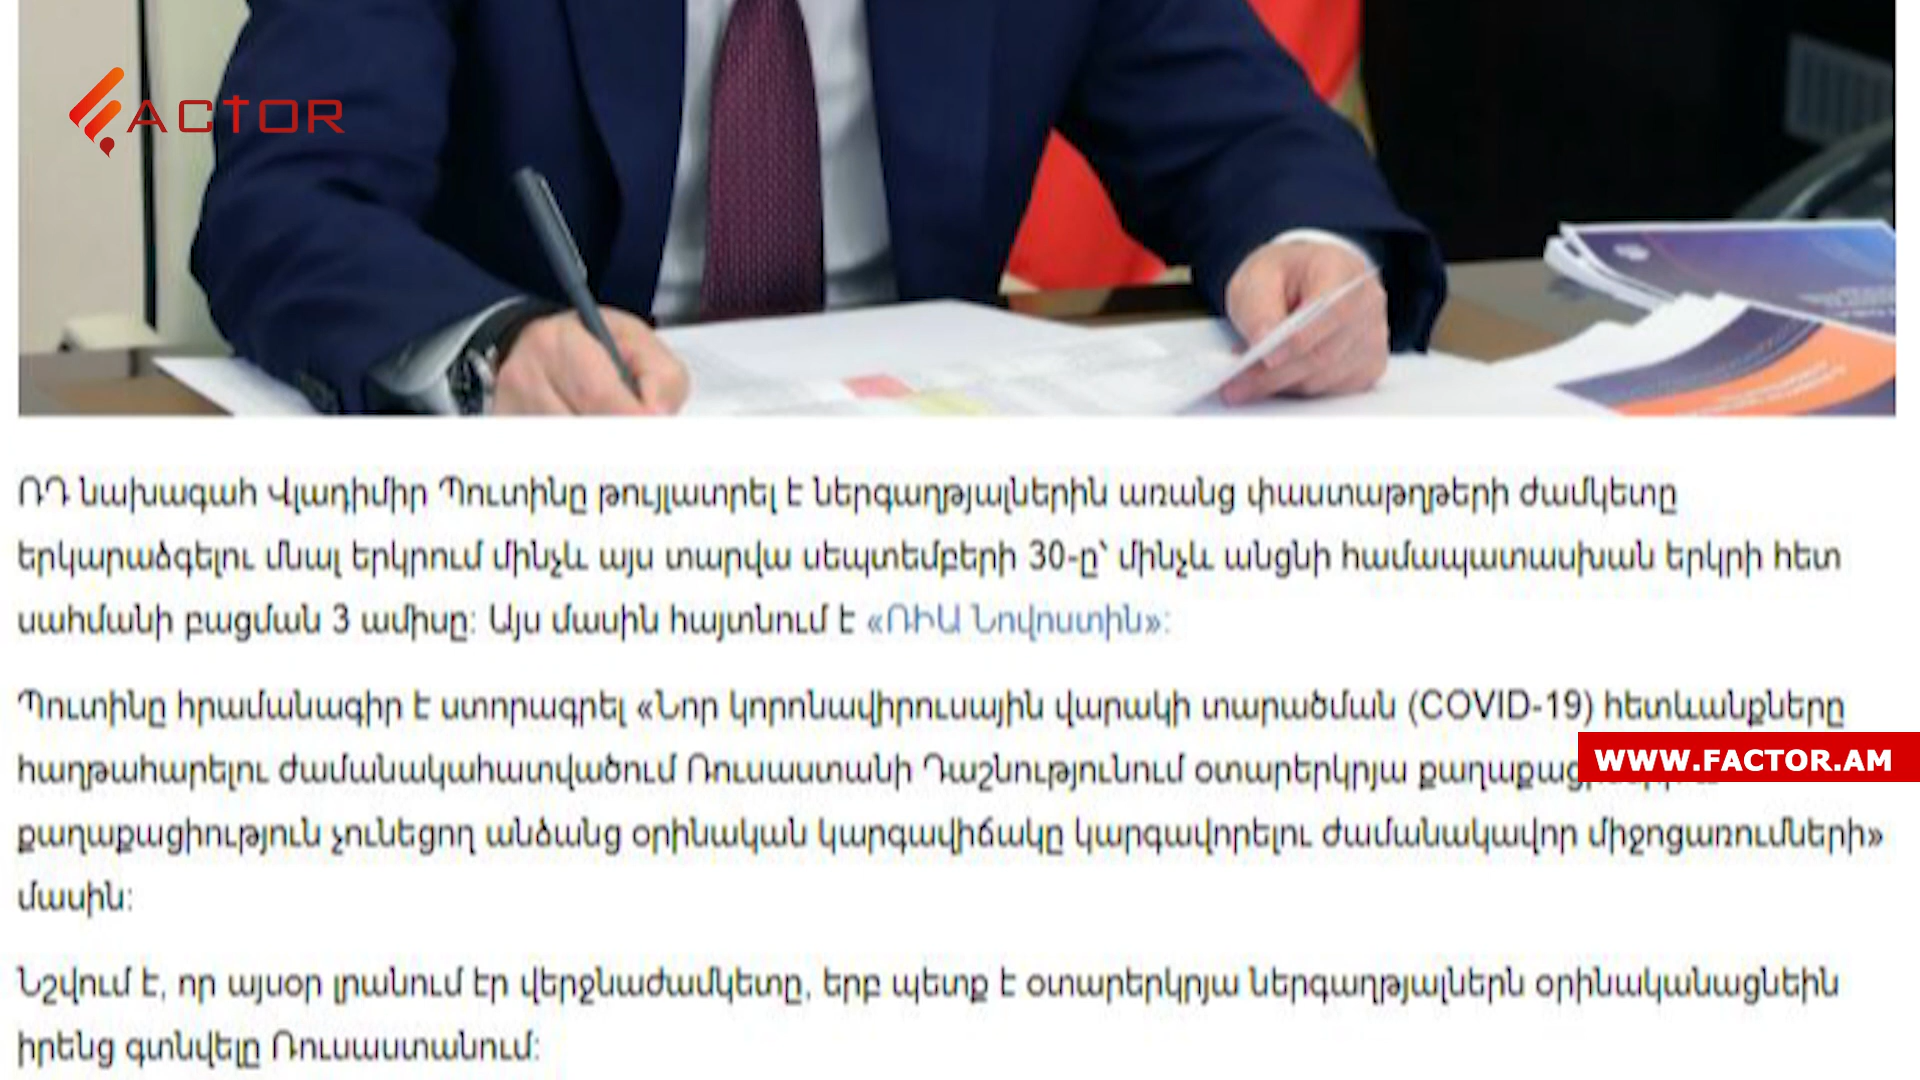 FACTOR
ՌԴ նախագահ Վլադիմիր Պուտինը թույլատրել է ներգաղթյալներին առանց փաստաթղթերի ժամկետը
երկարաձգելու մնալ երկրում մինչև այս տարվա սեպտեմբերի 30-ը՝ մինչև անցնի համապատասխան երկրի հետ
սահմանի բացման 3 ամիսը: Այս մասին հայտնում է «ՌԻԱ Նովոստին»:
Պուտինը հրամանագիր է ստորագրել «Նոր կորոնավիրուսային վարակի տարածման (COVID-19) հետևանքները
WWW.FACTOR.AM
հաղթահարելու ժամանակահատվածում Ռուսաստանի Դաշնությունում օտարերկրյա
քաղաքացիություն չունեցող անձանց օրինական կարգավիճակը կարգավորելու ժամանակավոր միջոցառումների»
մասին:
Նշվում է, որ այսօր լրանում էր վերջնաժամկետը, երբ պետք է օտարերկրյա ներգաղթյալներն օրինականացնեին
իրենց գտնվելը Ռուսաստանում: